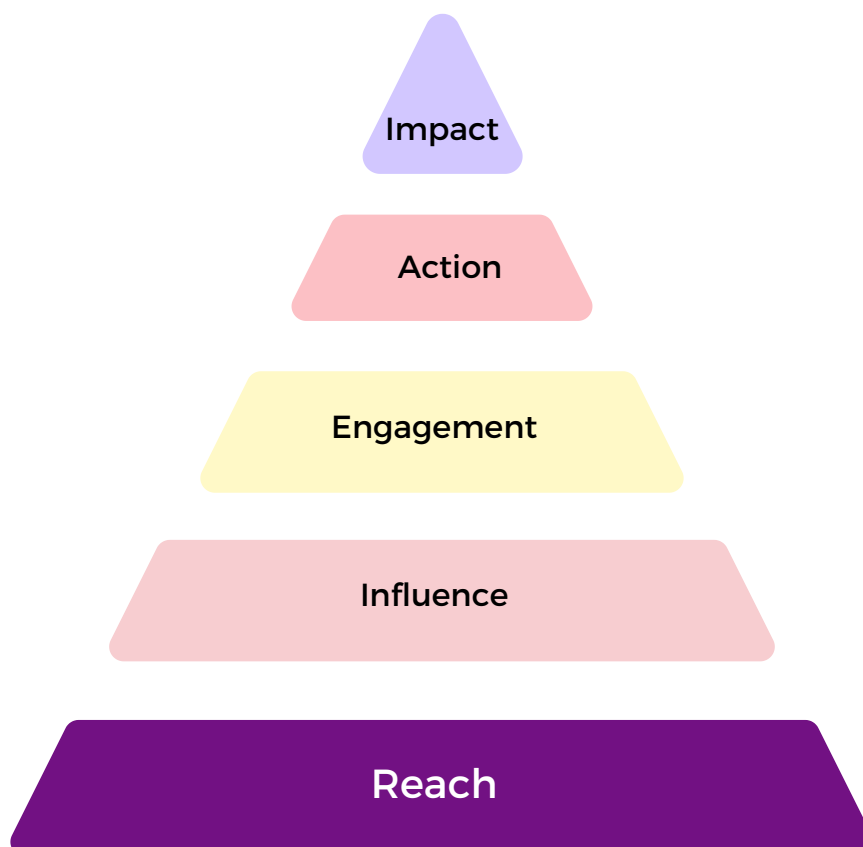 Impact
Action
Engagement
Influence
Reach